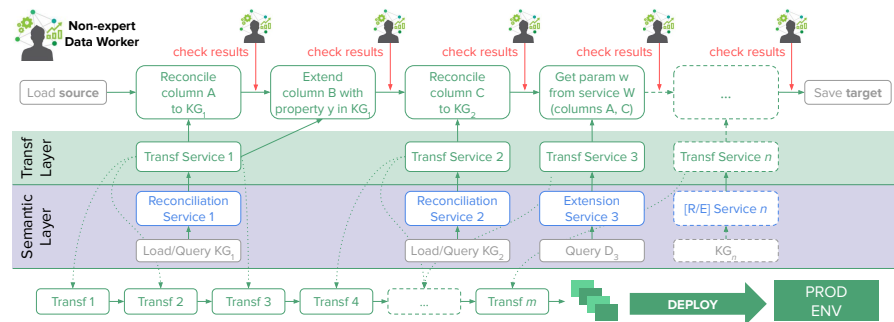 Non-expert
Data Worker
check results
check results
check results
check results
check results
Load source
Reconcile
column A
to KG1
Extend
column B with
property y in KG1
Reconcile
column C
to KG2
Get param w
from service W
(columns A, C)
...
Save target
Transf
Layer
Transf Service 1
Transf Service 2
Transf Service 3
Transf Service n
Semantic
Layer
Reconciliation
Service 1
Reconciliation
Service 2
Extension
Service 3
[R/E] Service n
Load/Query KG1
Load/Query KG2
Query D3
KGn
Transf 1
Transf 2
Transf 3
Transf 4
...
Transf m
DEPLOY
PROD
ENV